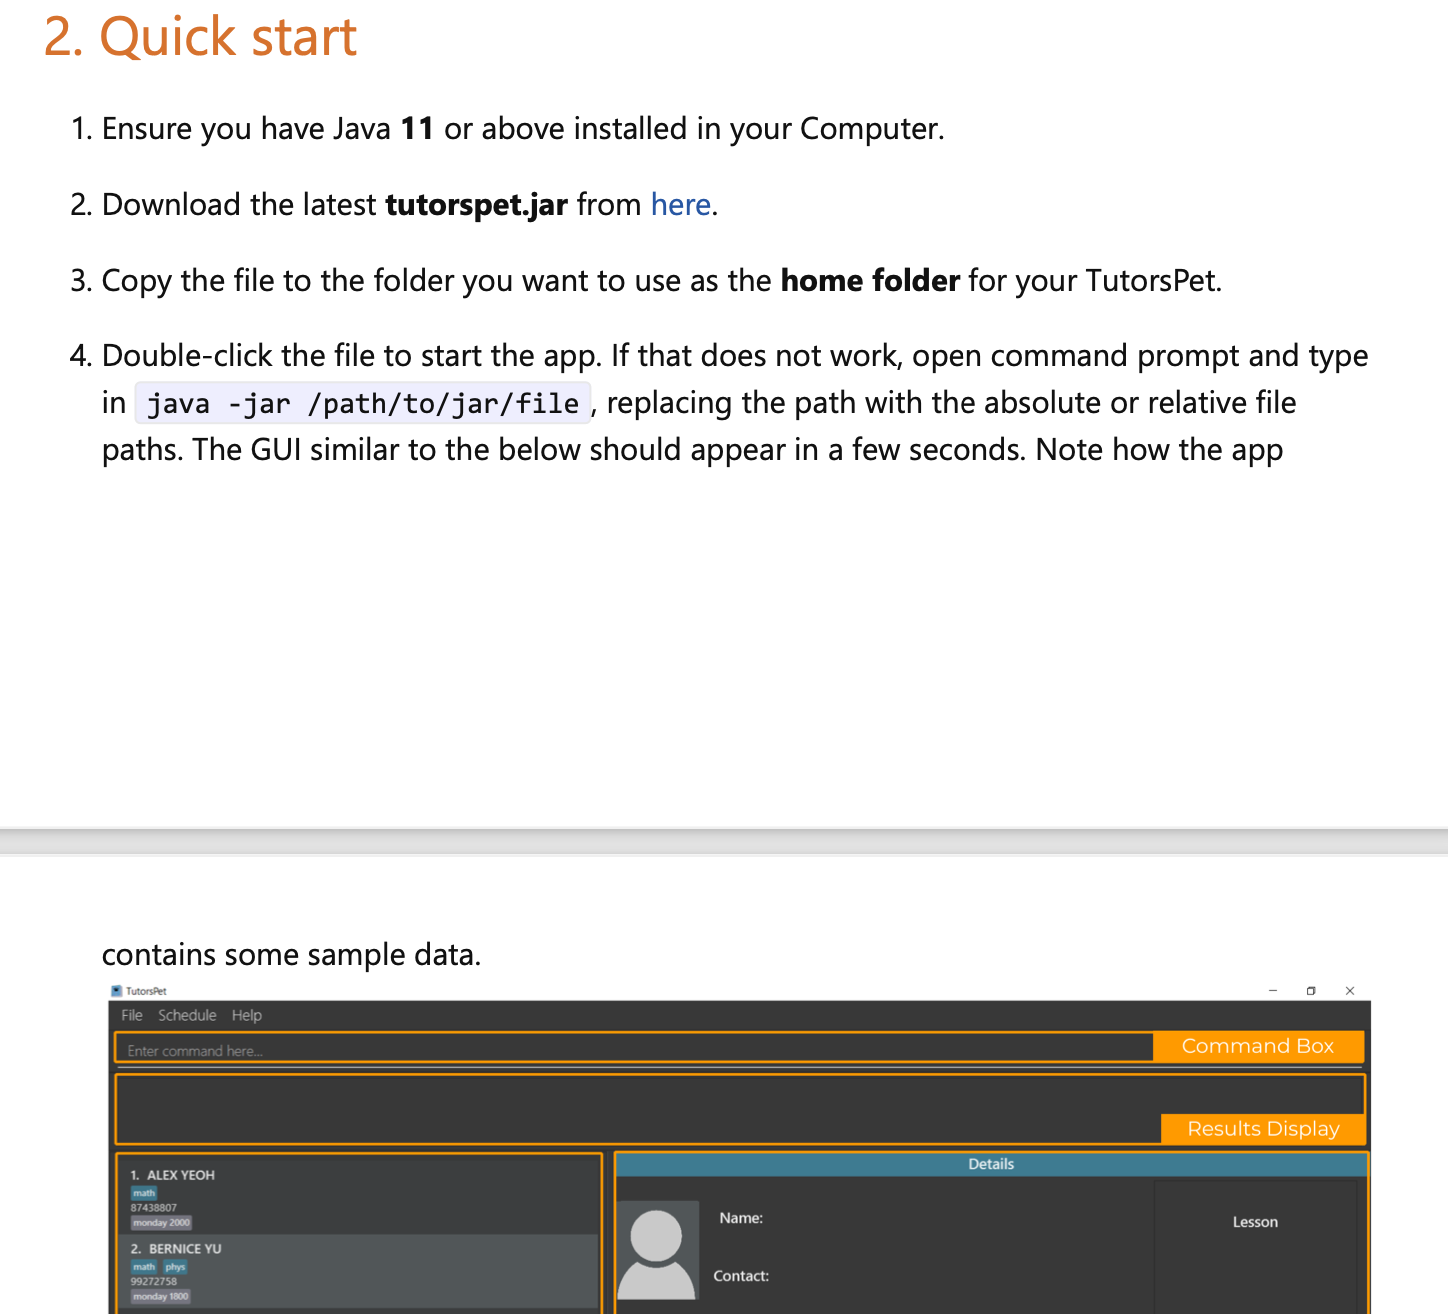 2. Quick start
1. Ensure you have Java 11 or above installed in your Computer.
2. Download the latest tutorspet.jar from here.
3. Copy the file to the folder you want to use as the home folder for your TutorsPet.
4. Double-click the file to start the app. If that does not work, open command prompt and type
in java -jar /path/to/jar/file , replacing the path with the absolute or relative file
paths. The GUI similar to the below should appear in a few seconds. Note how the app
contains some sample data.
TutorsPet
File Schedule Help
Enter command here...
Command Box
Results Display
1. ALEX YEOH
math
87438807
monday 2000
2. BERNICE YU
math phys
99272758
monday 1800
Details
Name:
Lesson
Contact: